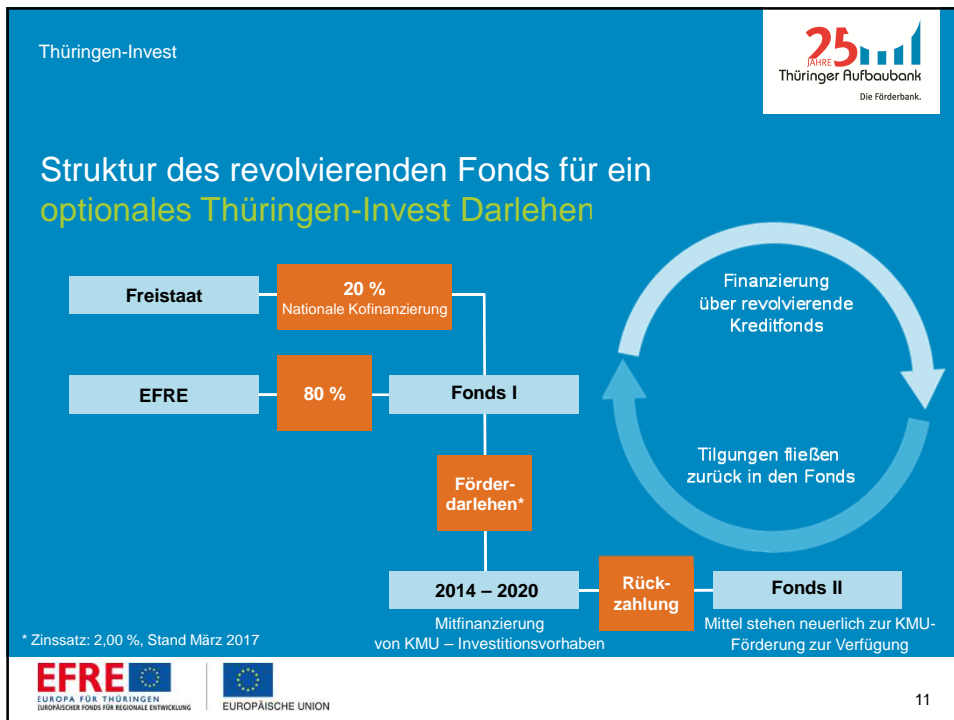 Thüringen-Invest
25
JAHRE
Thüringer Aufbaubank
Die Förderbank.
Struktur des revolvierenden Fonds für ein
optionales Thüringen-Invest Darlehen
Freistaat
20 %
Nationale Kofinanzierung
EFRE
80 %
Fonds I
Förder-
darlehen*
2014 – 2020
Mitfinanzierung
von KMU – Investitionsvorhaben
Rück-
zahlung
Fonds II
Mittel stehen neuerlich zur KMU-
Förderung zur Verfügung
Finanzierung
über revolvierende
Kreditfonds
Tilgungen fließen
zurück in den Fonds
* Zinssatz: 2,00 %, Stand März 2017
EFRE
EUROPA FÜR THÜRINGEN
EUROPÄISCHER FONDS FÜR REGIONALE ENTWICKLUNG
EUROPÄISCHE UNION
11